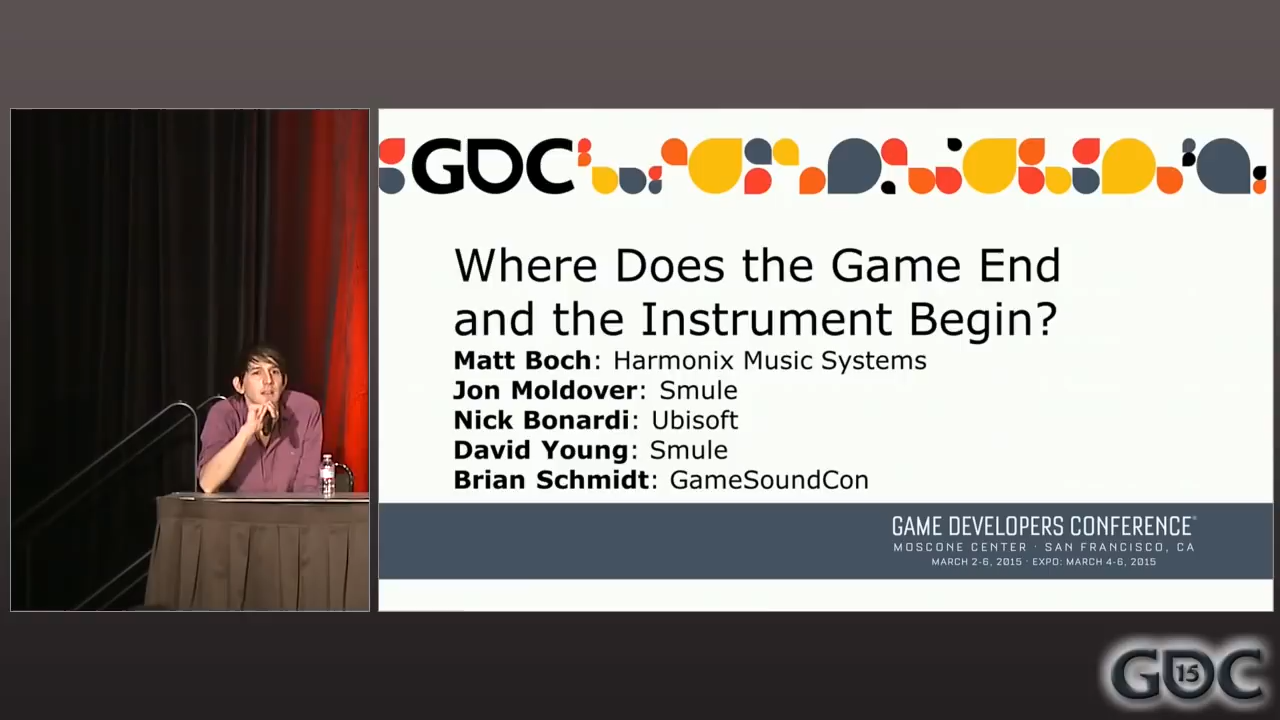 GDC
Where Does the Game End
and the Instrument Begin?
Matt Boch: Harmonix Music Systems
Jon Moldover: Smule
Nick Bonardi: Ubisoft
David Young: Smule
Brian Schmidt: GameSoundCon
GAME DEVELOPERS CONFERENCE®
MOSCONE CENTER · SAN FRANCISCO, CA
MARCH 2-6, 2015 · EXPO: MARCH 4-6, 2015
GDC 15